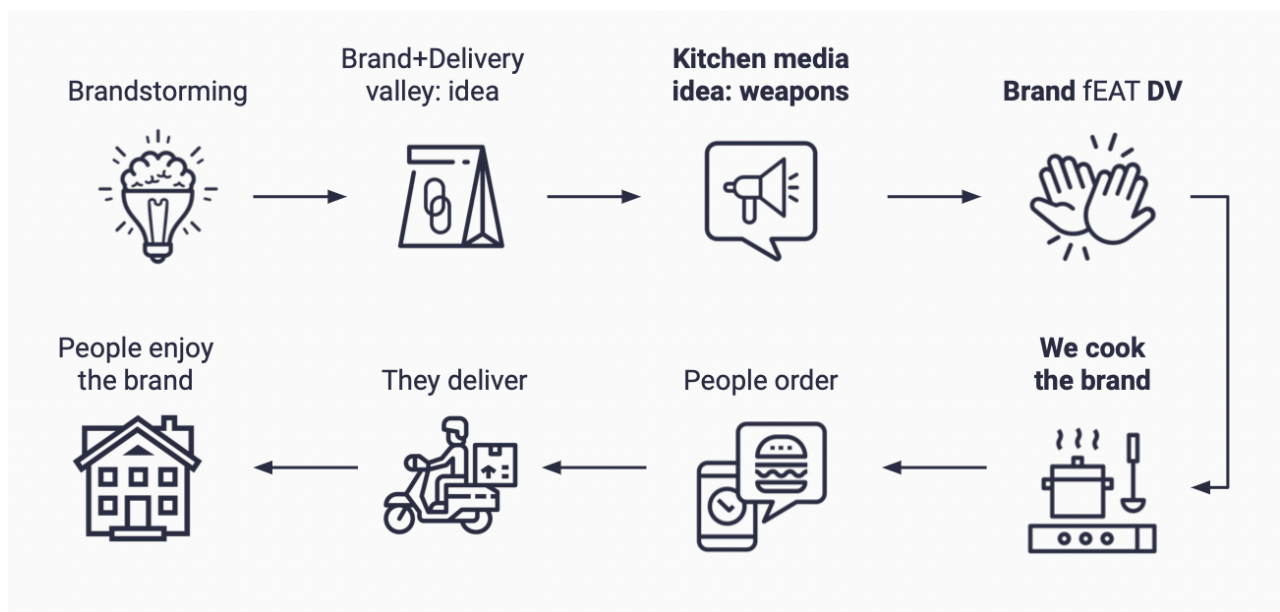 Brandstorming
Brand+Delivery
valley: idea
Kitchen media
idea: weapons
Brand fEAT DV
We cook
the brand
People order
They deliver
People enjoy
the brand